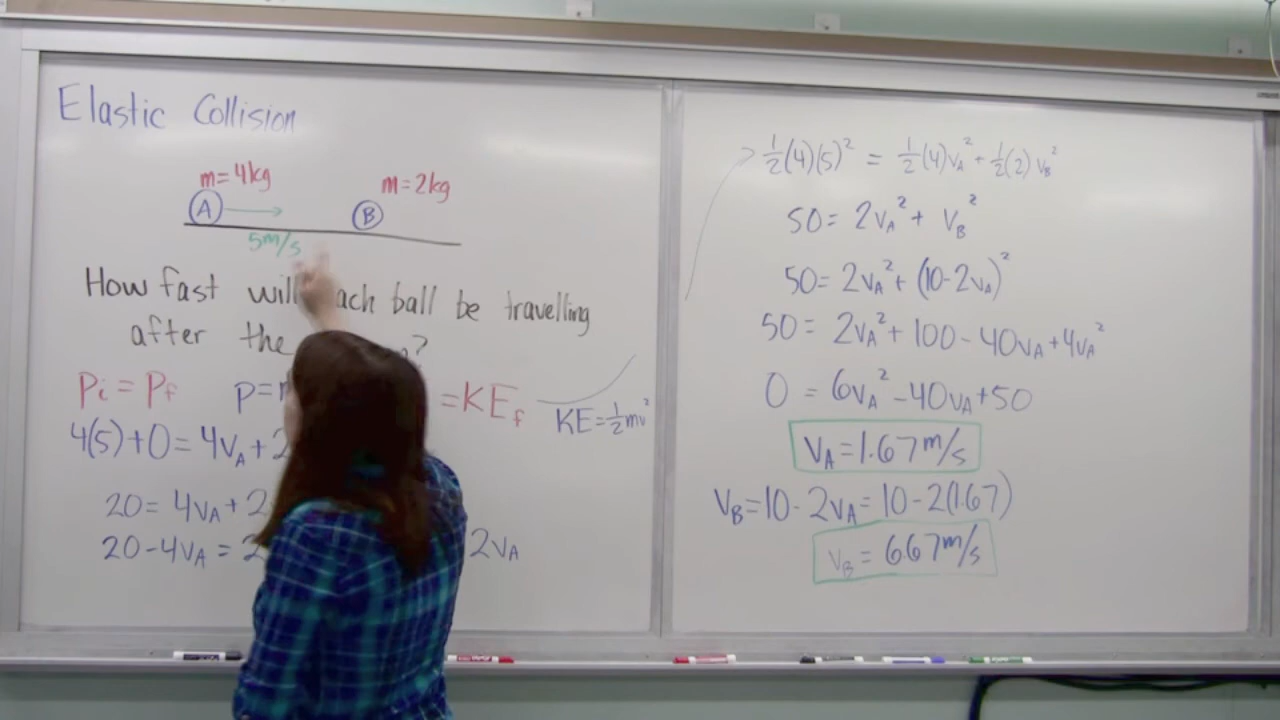 Elastic Collision
m=4kg
m=2kg
A
B
5m/s
How fast will each ball be travelling
after the ?
Pi = Pf
p=
=KEf
KE=½mv²
4(5)+0=4vA+2
20=4vA+2
20-4vA=2
2vA
½(4)(5)² = ½(4)vA²+½(2)vB²
50=2vA²+vB²
50=2vA²+(10-2vA)²
50=2vA²+100-40vA+4vA²
0=6vA²-40vA+50
vA=1.67m/s
vB=10-2vA=10-2(1.67)
vB=6.67m/s